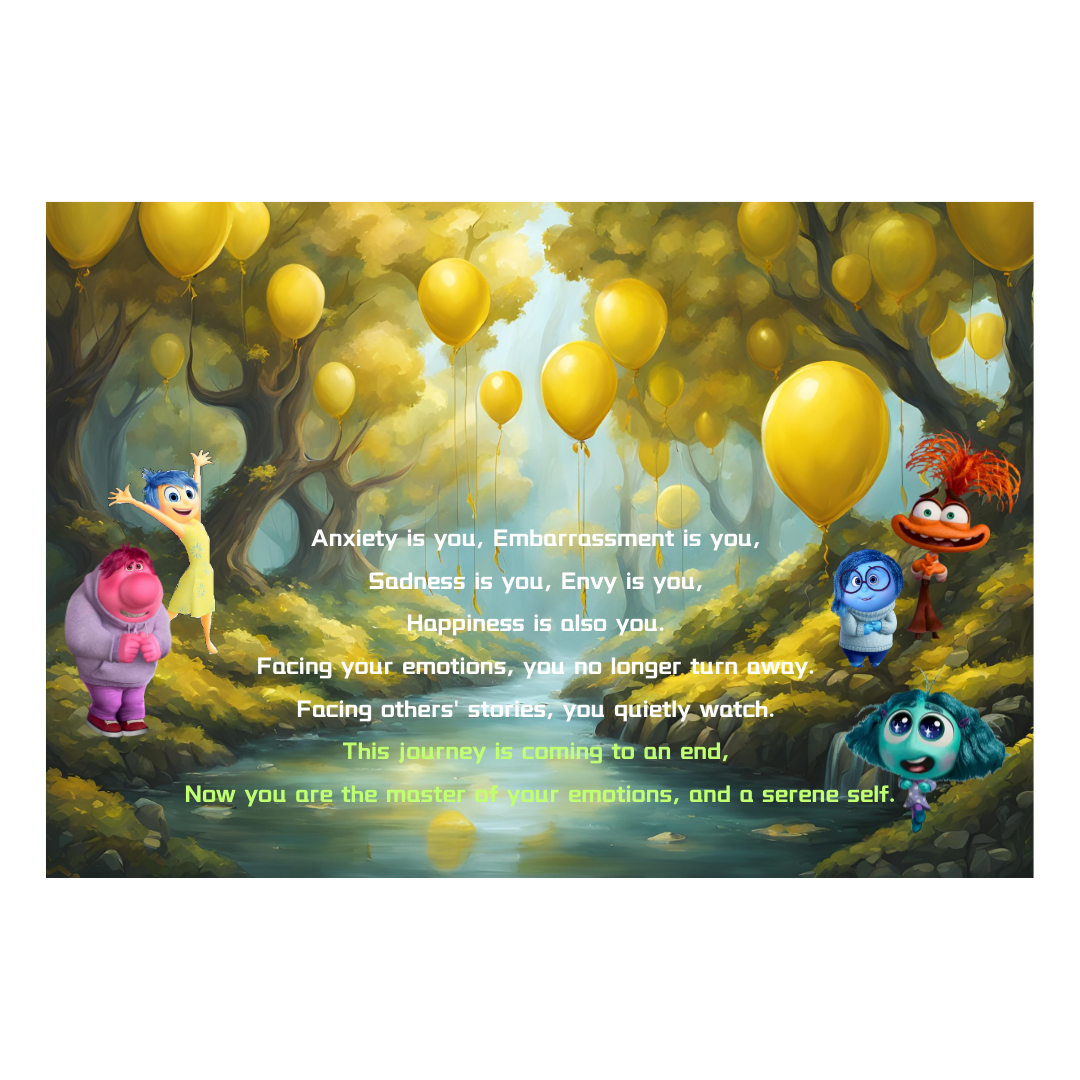 Anxiety is you, Embarrassment is you,
Sadness is you, Envy is you,
Happiness is also you.
Facing your emotions, you no longer turn away.
Facing others' stories, you quietly watch.
This journey is coming to an end,
Now you are the master of your emotions, and a serene self.